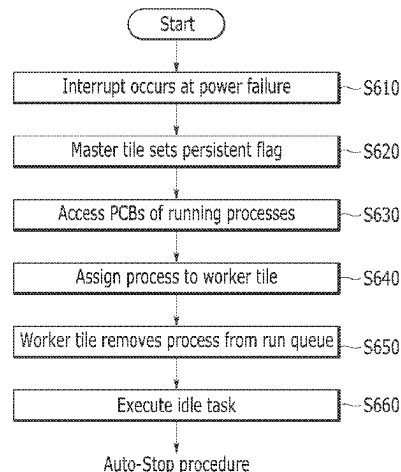 Start
Interrupt occurs at power failure
S610
Master tile sets persistent flag
S620
Access PCBs of running processes
S630
Assign process to worker tile
S640
Worker tile removes process from run queue
S650
Execute idle task
S660
Auto-Stop procedure